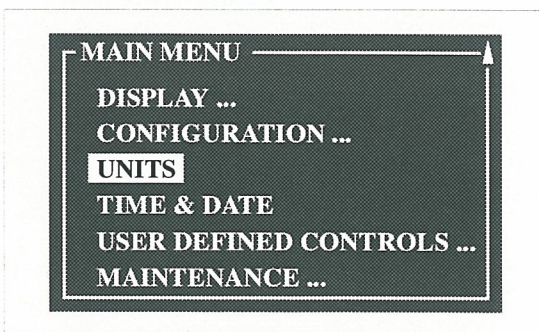 MAIN MENU
DISPLAY ...
CONFIGURATION ...
UNITS
TIME & DATE
USER DEFINED CONTROLS ...
MAINTENANCE ...